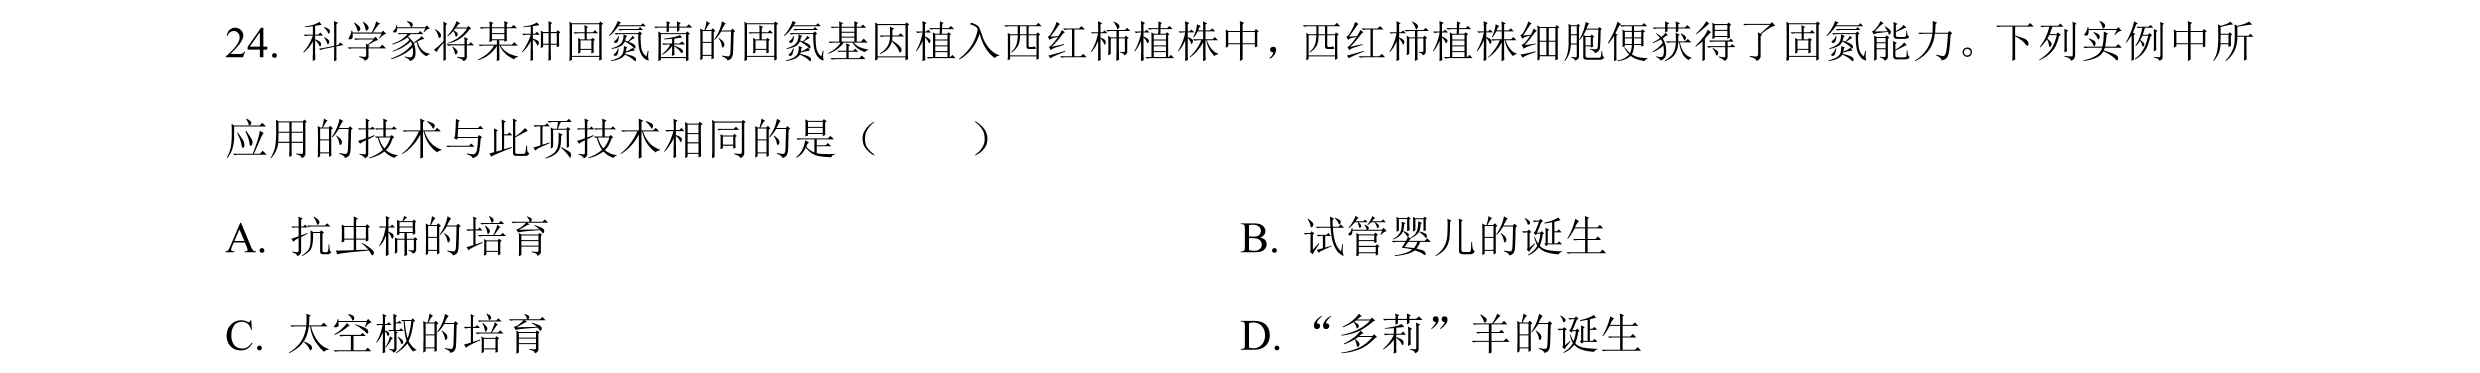 24. 科学家将某种固氮菌的固氮基因植入西红柿植株中，西红柿植株细胞便获得了固氮能力。下列实例中所
应用的技术与此项技术相同的是（　　）
A. 抗虫棉的培育　　B. 试管婴儿的诞生
C. 太空椒的培育　　D. “多莉”羊的诞生